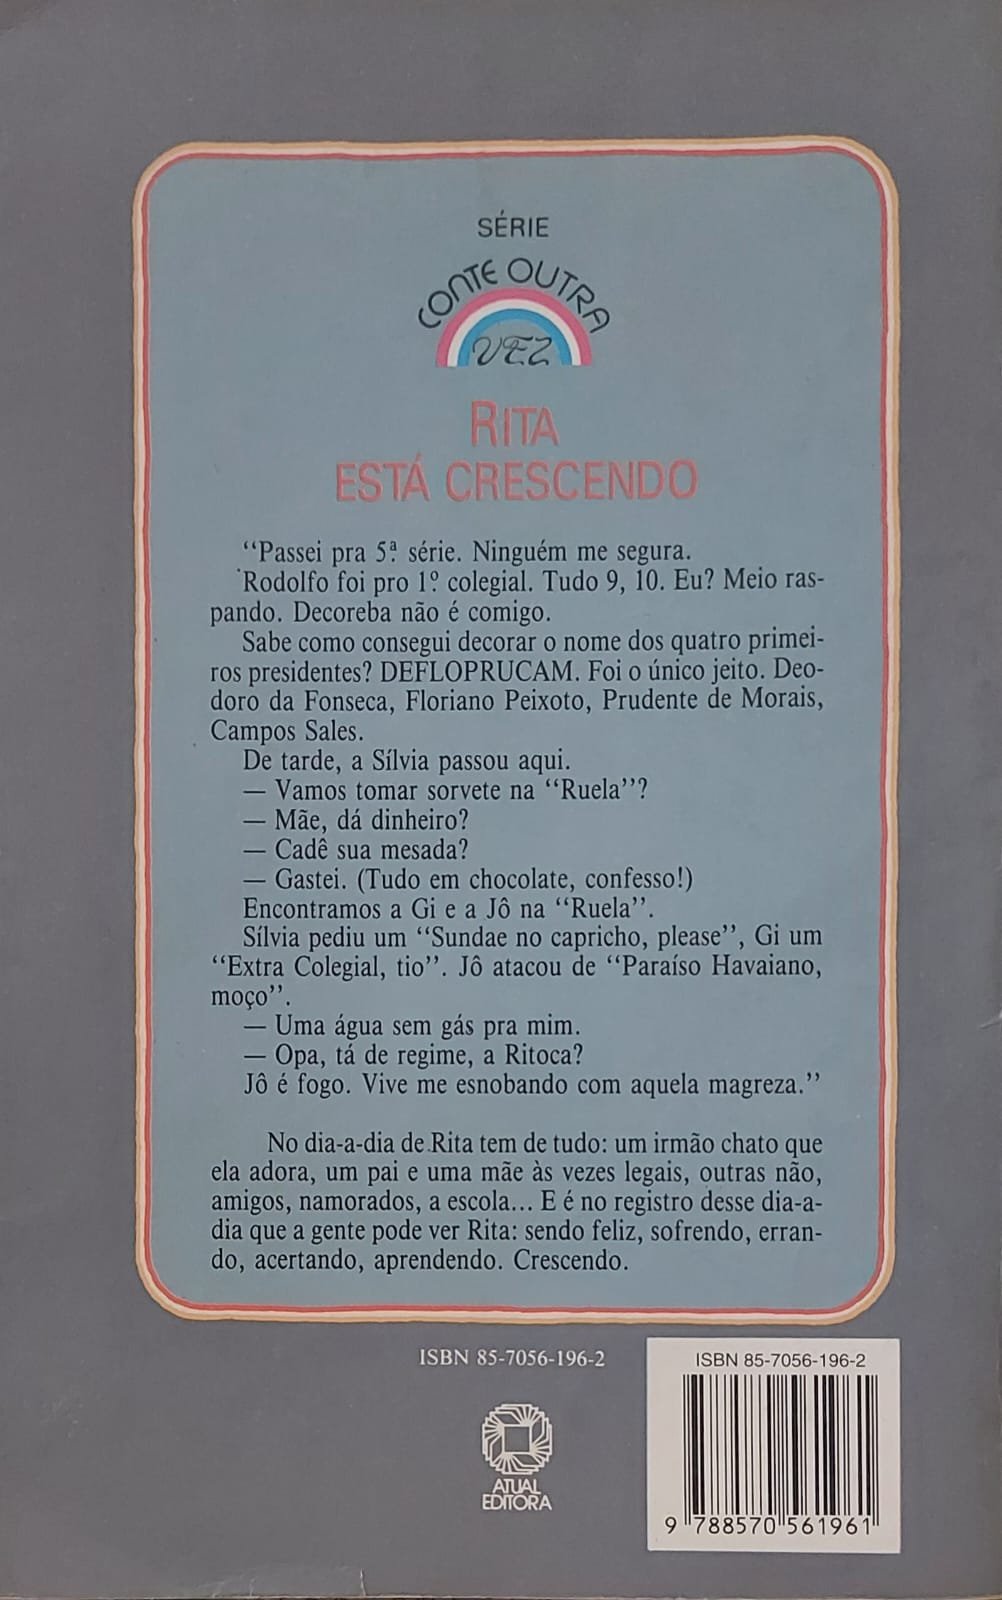 SÉRIE
CONTE OUTRA
VEZ
RITA
ESTÁ CRESCENDO
“Passei pra 5ª série. Ninguém me segura.
Rodolfo foi pro 1º colegial. Tudo 9, 10. Eu? Meio ras-
pando. Decoreba não é comigo.
Sabe como consegui decorar o nome dos quatro primei-
ros presidentes? DEFLOPRUCAM. Foi o único jeito. Deo-
doro da Fonseca, Floriano Peixoto, Prudente de Morais,
Campos Sales.
De tarde, a Sílvia passou aqui.
— Vamos tomar sorvete na “Ruela”?
— Mãe, dá dinheiro?
— Cadê sua mesada?
— Gastei. (Tudo em chocolate, confesso!)
Encontramos a Gi e a Jô na “Ruela”.
Sílvia pediu um “Sundae no capricho, please”, Gi um
“Extra Colegial, tio”. Jô atacou de “Paraíso Havaiano,
moço”.
— Uma água sem gás pra mim.
— Opa, tá de regime, a Ritoca?
Jô é fogo. Vive me esnobando com aquela magreza.”
No dia-a-dia de Rita tem de tudo: um irmão chato que
ela adora, um pai e uma mãe às vezes legais, outras não,
amigos, namorados, a escola... E é no registro desse dia-a-
dia que a gente pode ver Rita: sendo feliz, sofrendo, erran-
do, acertando, aprendendo. Crescendo.
ISBN 85-7056-196-2
ISBN 85-7056-196-2
ATUAL
EDITORA
9 788570 561961